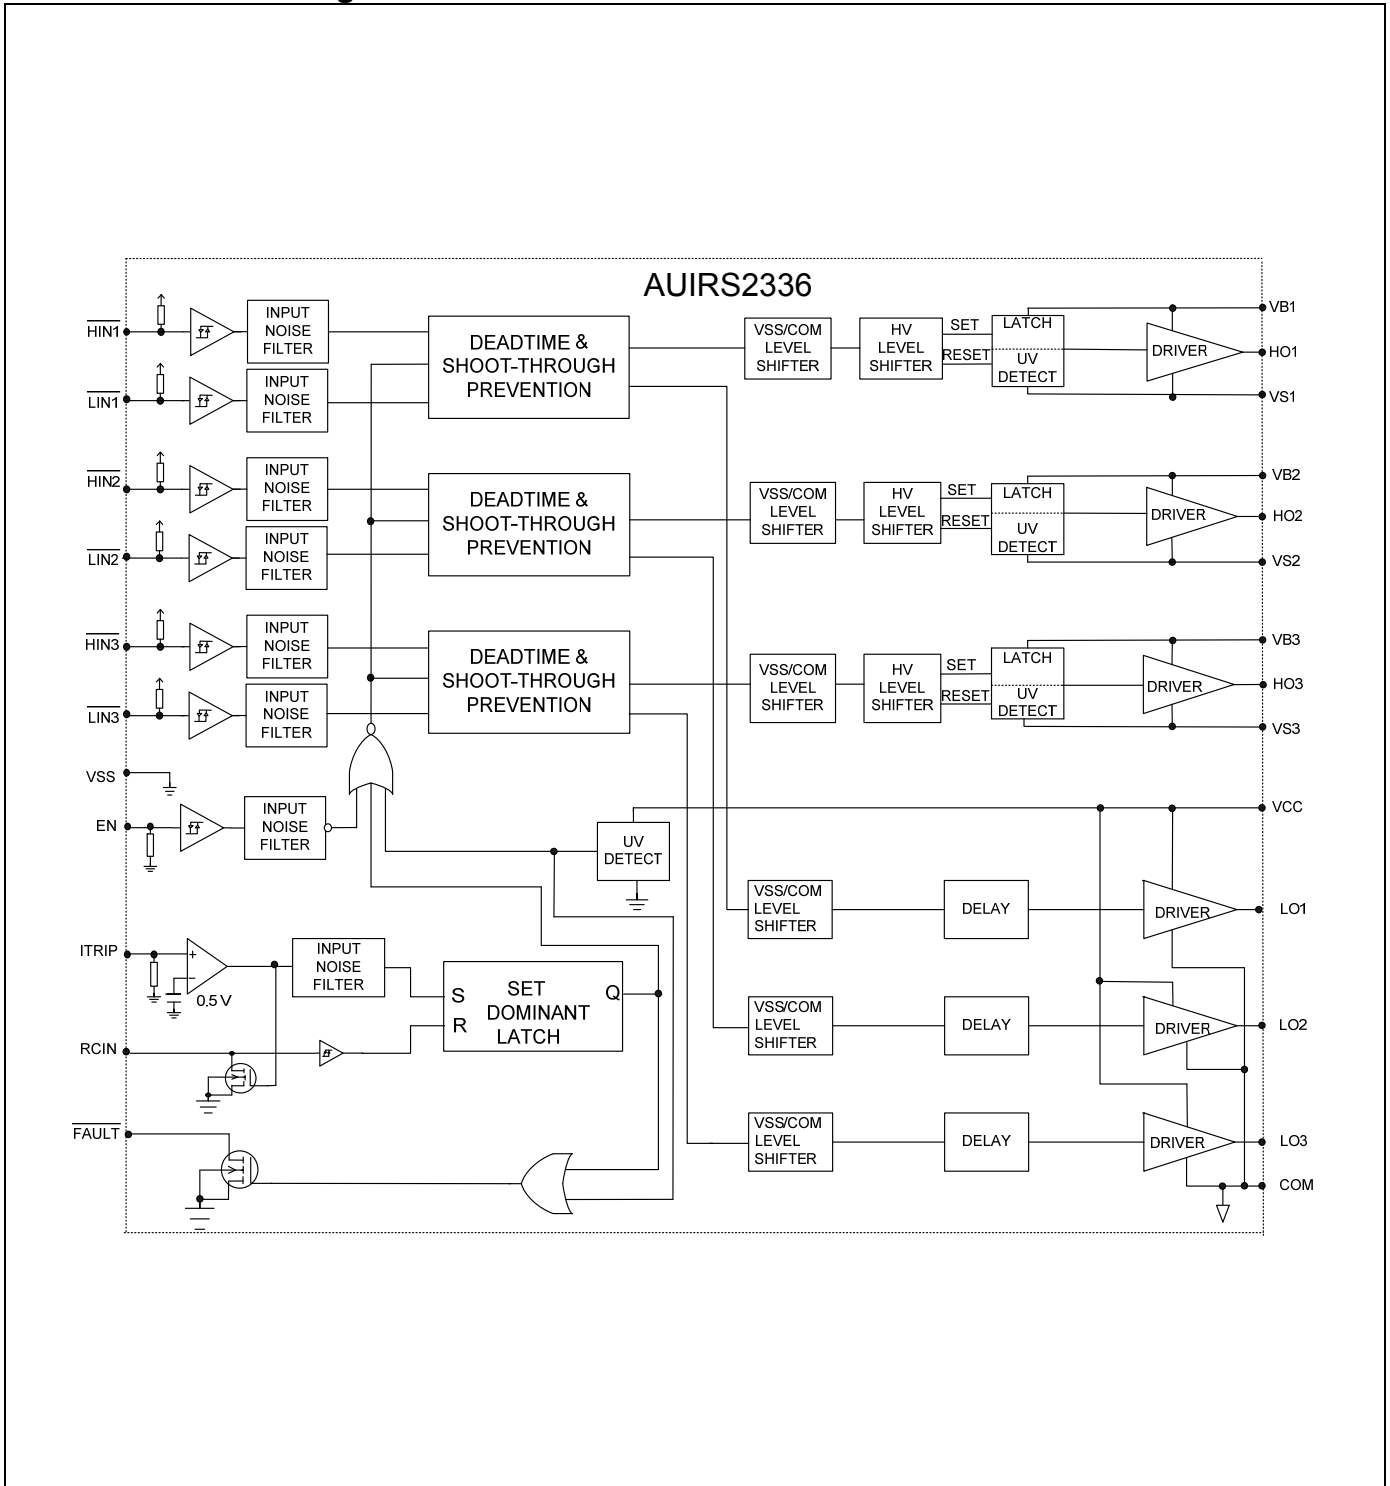 AUIRS2336
HIN1
INPUT
NOISE
FILTER
LIN1
INPUT
NOISE
FILTER
DEADTIME &
SHOOT-THROUGH
PREVENTION
VSS/COM
LEVEL
SHIFTER
HV
LEVEL
SHIFTER
SET
RESET
LATCH
UV
DETECT
DRIVER
VB1
HO1
VS1
HIN2
INPUT
NOISE
FILTER
LIN2
INPUT
NOISE
FILTER
DEADTIME &
SHOOT-THROUGH
PREVENTION
VSS/COM
LEVEL
SHIFTER
HV
LEVEL
SHIFTER
SET
RESET
LATCH
UV
DETECT
DRIVER
VB2
HO2
VS2
HIN3
INPUT
NOISE
FILTER
LIN3
INPUT
NOISE
FILTER
DEADTIME &
SHOOT-THROUGH
PREVENTION
VSS/COM
LEVEL
SHIFTER
HV
LEVEL
SHIFTER
SET
RESET
LATCH
UV
DETECT
DRIVER
VB3
HO3
VS3
VSS
EN
INPUT
NOISE
FILTER
UV
DETECT
VCC
VSS/COM
LEVEL
SHIFTER
DELAY
DRIVER
LO1
ITRIP
+
−
0.5 V
INPUT
NOISE
FILTER
S
R
SET
DOMINANT
LATCH
Q
RCIN
VSS/COM
LEVEL
SHIFTER
DELAY
DRIVER
LO2
FAULT
VSS/COM
LEVEL
SHIFTER
DELAY
DRIVER
LO3
COM